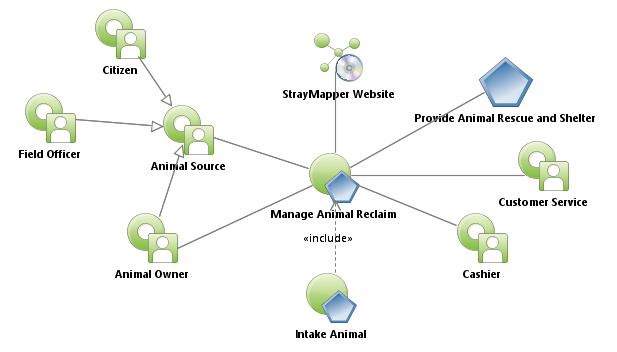 Citizen
StrayMapper Website
Provide Animal Rescue and Shelter
Field Officer
Animal Source
Customer Service
Manage Animal Reclaim
«include»
Animal Owner
Cashier
Intake Animal